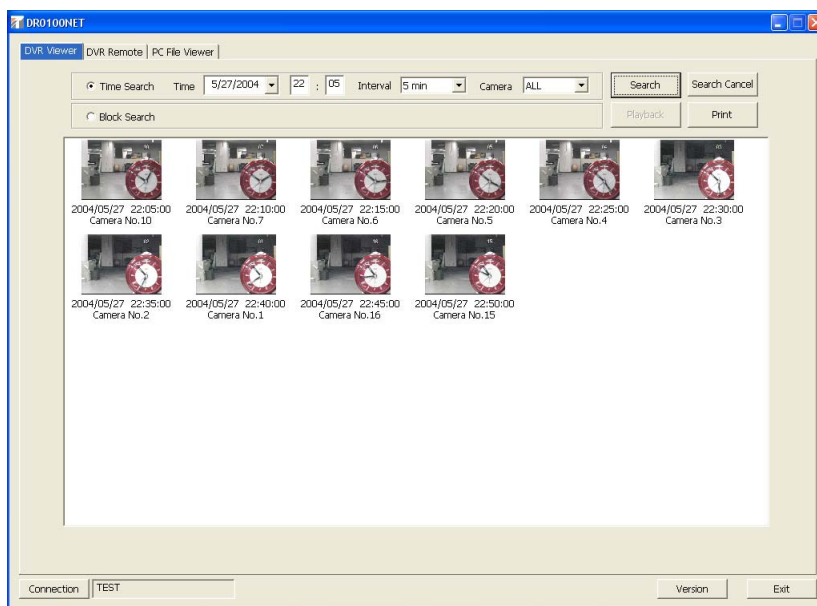 DR0100NET
DVR Viewer DVR Remote PC File Viewer
Time Search Time 5/27/2004 22 : 05 Interval 5 min Camera ALL Search Search Cancel
Block Search Playback Print
2004/05/27 22:05:00 2004/05/27 22:10:00 2004/05/27 22:15:00 2004/05/27 22:20:00 2004/05/27 22:25:00 2004/05/27 22:30:00
Camera No.10 Camera No.7 Camera No.6 Camera No.5 Camera No.4 Camera No.3
2004/05/27 22:35:00 2004/05/27 22:40:00 2004/05/27 22:45:00 2004/05/27 22:50:00
Camera No.2 Camera No.1 Camera No.16 Camera No.15
Connection TEST Version Exit